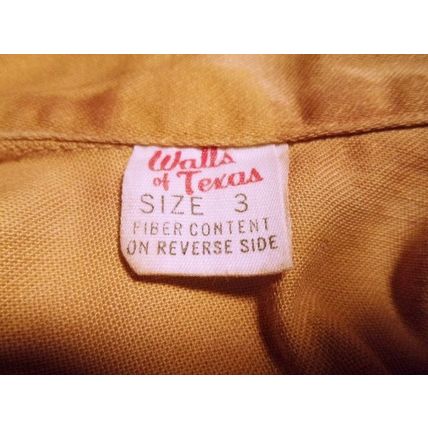 Walls
of Texas
SIZE 3
FIBER CONTENT
ON REVERSE SIDE